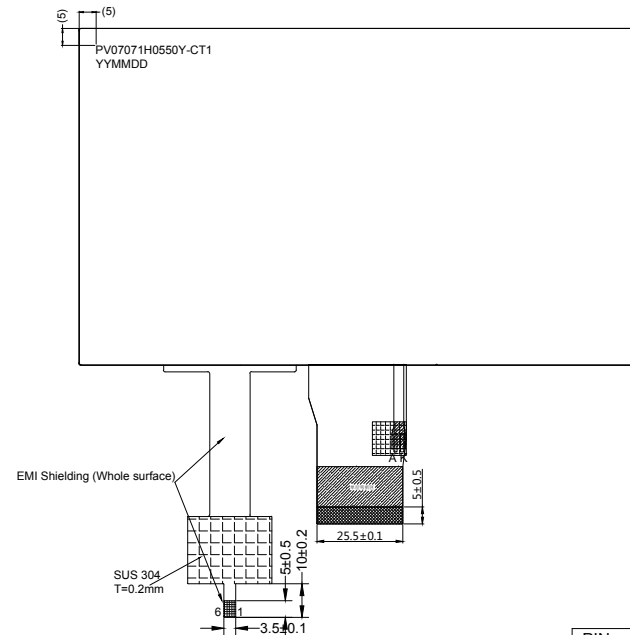 (5)
(5)
PV07071H0550Y-CT1
YYMMDD
A K
5±0.5
25.5±0.1
EMI Shielding (Whole surface)
SUS 304
T=0.2mm
5±0.5
10±0.2
6 1
3.5±0.1
PIN